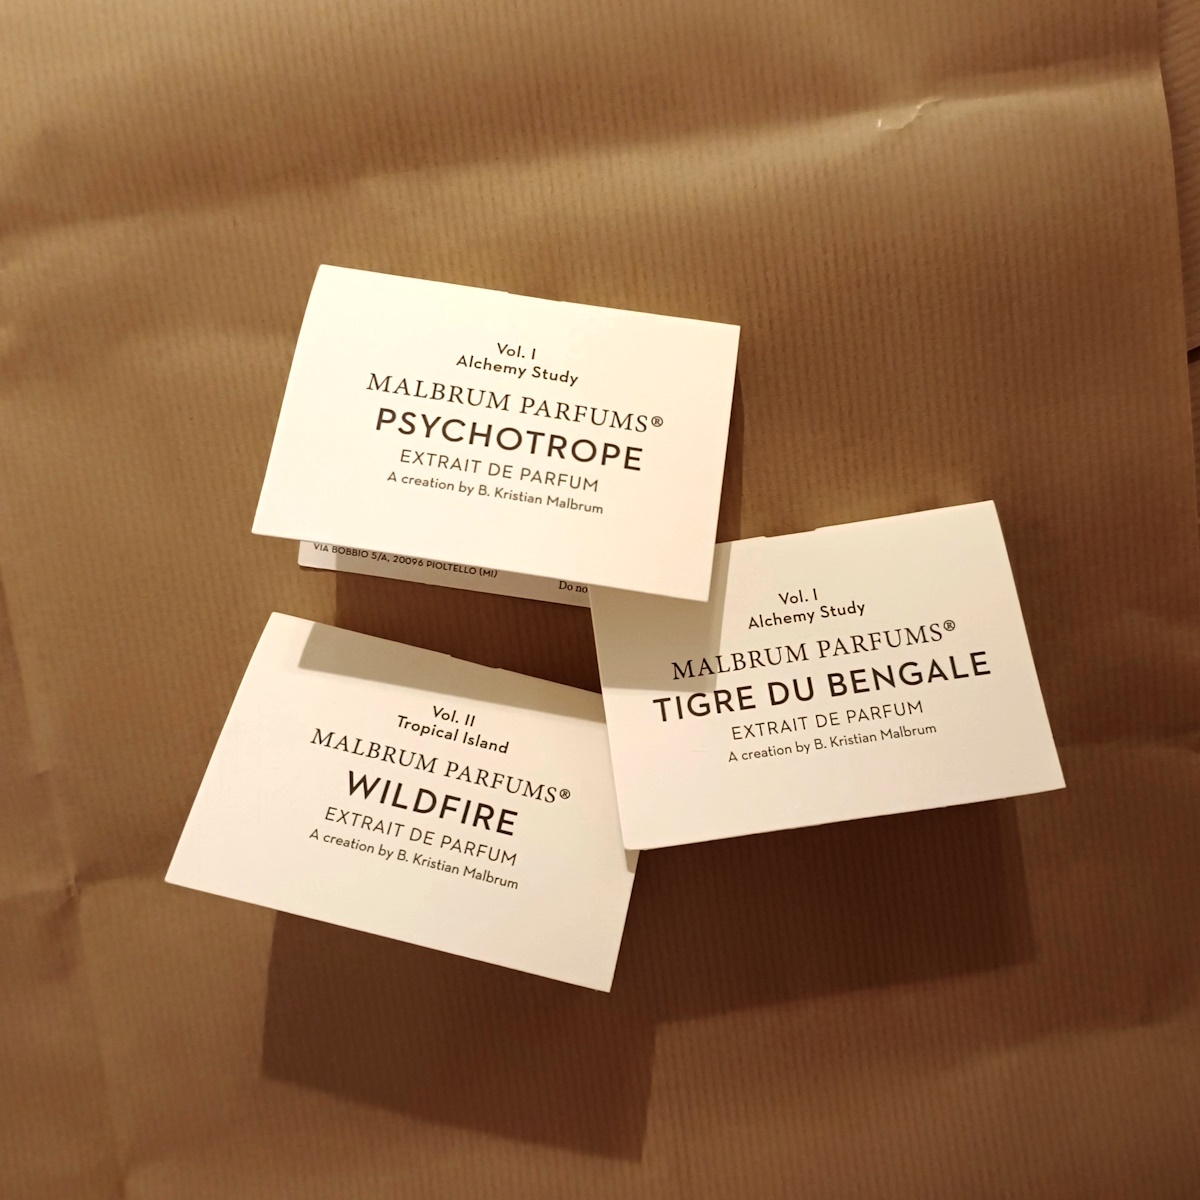 Vol. I
Alchemy Study
MALBRUM PARFUMS®
PSYCHOTROPE
EXTRAIT DE PARFUM
A creation by B. Kristian Malbrum
VIA BOBBIO 5/A, 20096 PIOLTELLO (MI)
Do no
Vol. I
Alchemy Study
MALBRUM PARFUMS®
TIGRE DU BENGALE
EXTRAIT DE PARFUM
A creation by B. Kristian Malbrum
Vol. II
Tropical Island
MALBRUM PARFUMS®
WILDFIRE
EXTRAIT DE PARFUM
A creation by B. Kristian Malbrum